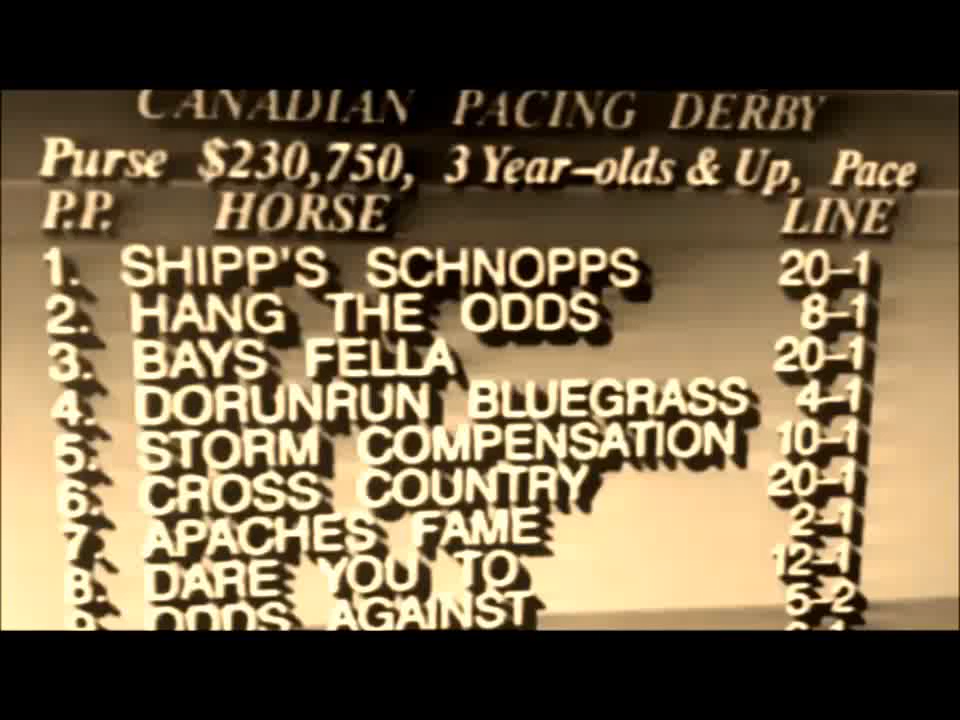 CANADIAN PACING DERBY
Purse $230,750, 3 Year-olds & Up, Pace
P.P. HORSE LINE
1. SHIPP'S SCHNOPPS 20-1
2. HANG THE ODDS 8-1
3. BAYS FELLA 20-1
4. DORUNRUN BLUEGRASS 4-1
5. STORM COMPENSATION 10-1
6. CROSS COUNTRY 20-1
7. APACHES FAME 2-1
8. DARE YOU TO 12-1
9. ODDS AGAINST 5-2